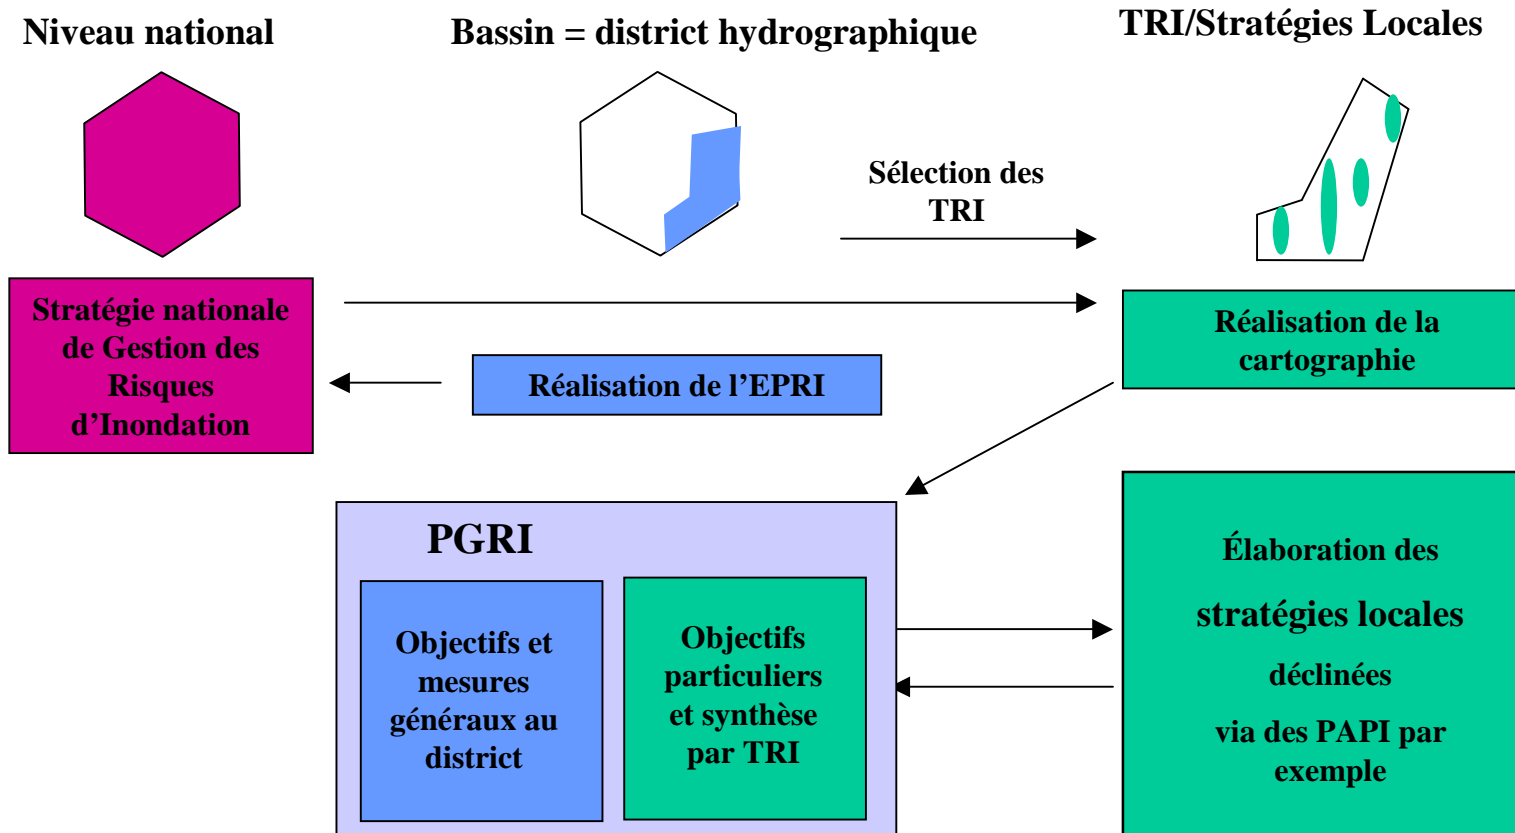 Niveau national
Bassin = district hydrographique
TRI/Stratégies Locales
Sélection des
TRI
Stratégie nationale
de Gestion des
Risques
d’Inondation
Réalisation de l’EPRI
Réalisation de la
cartographie
PGRI
Objectifs et
mesures
généraux au
district
Objectifs
particuliers
et synthèse
par TRI
Élaboration des
stratégies locales
déclinées
via des PAPI par
exemple